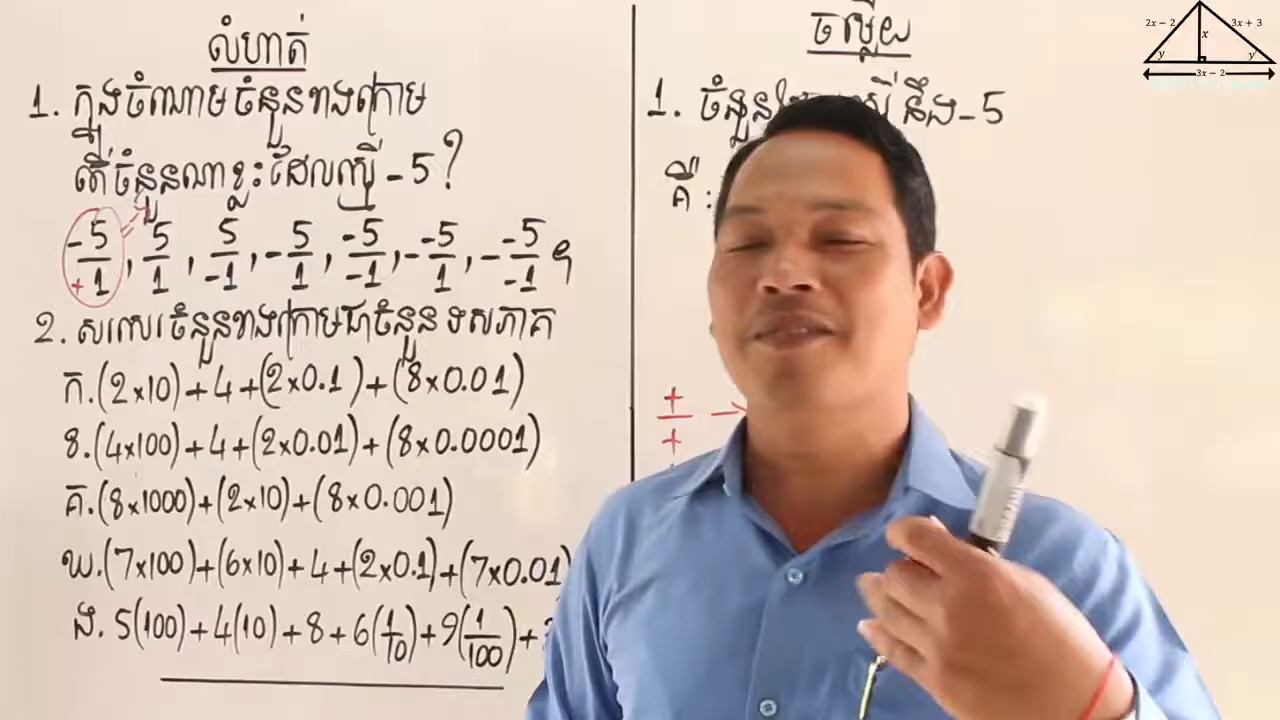 លំហាត់
1. ក្នុងចំណោមចំនួនខាងក្រោម
តើចំនួនណាខ្លះដែលស្មើ -5?
-5/+1, 5/1, 5/-1, -5/1, -5/-1, --5/1, --5/-1 ។
2. សរសេរចំនួនខាងក្រោមជាចំនួនទសភាគ
ក.(2×10)+4+(2×0.1)+(8×0.01)
ខ.(4×100)+4+(2×0.01)+(8×0.0001)
គ.(8×1000)+(2×10)+(8×0.001)
ឃ.(7×100)+(6×10)+4+(2×0.1)+(7×0.01)
ង. 5(100)+4(10)+8+6(1/10)+9(1/100)+
ចម្លើយ
1. ចំនួន នឹង -5
គឺ :
+/+ →
2x − 2
3x + 3
x
y
y
3x − 2